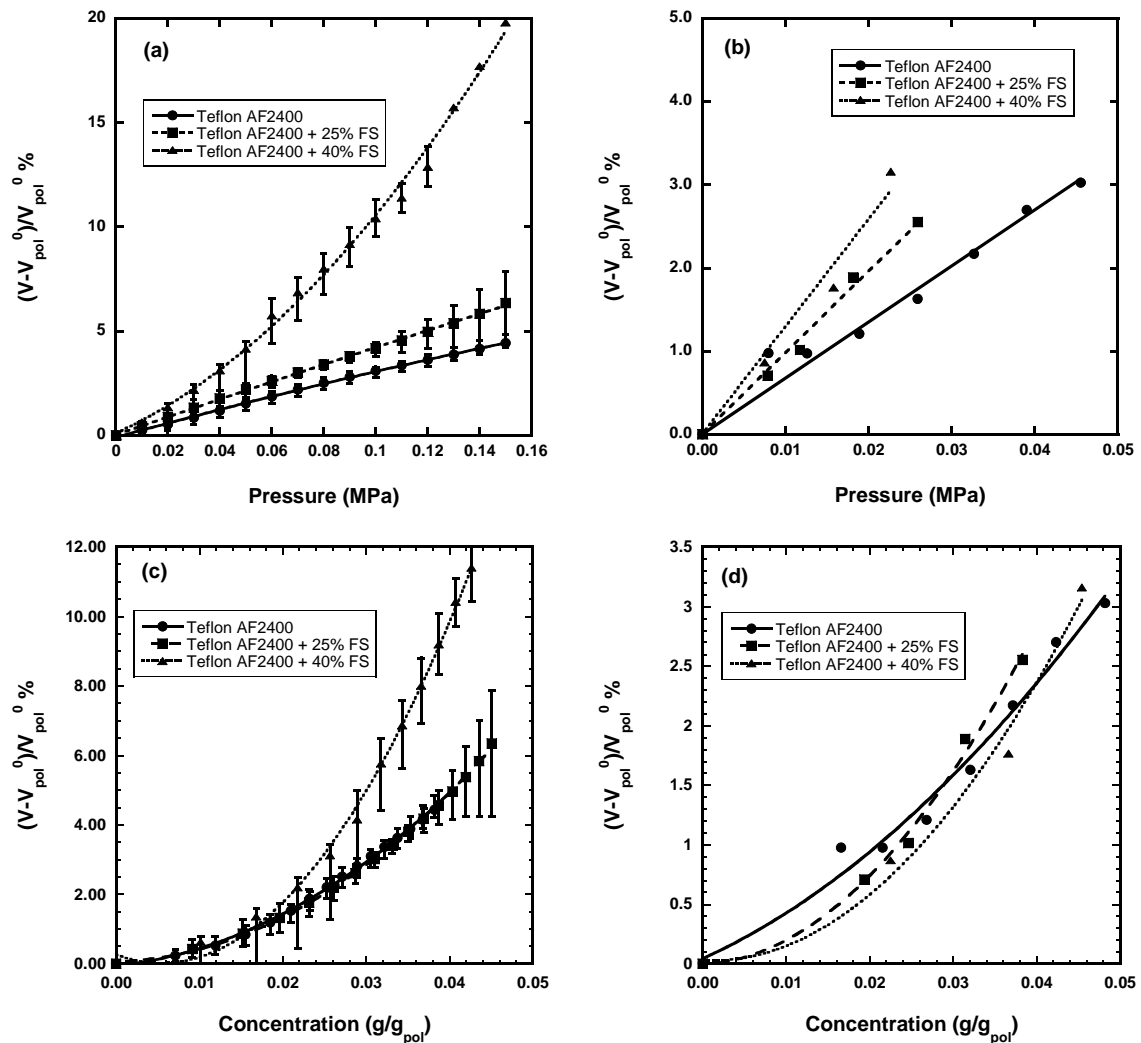 (a)
Teflon AF2400
Teflon AF2400 + 25% FS
Teflon AF2400 + 40% FS
20
15
10
5
0
0 0.02 0.04 0.06 0.08 0.1 0.12 0.14 0.16
(V-V_pol^0)/V_pol^0 %
Pressure (MPa)
(b)
Teflon AF2400
Teflon AF2400 + 25% FS
Teflon AF2400 + 40% FS
5.0
4.0
3.0
2.0
1.0
0.0
0.00 0.01 0.02 0.03 0.04 0.05
(V-V_pol^0)/V_pol^0 %
Pressure (MPa)
(c)
Teflon AF2400
Teflon AF2400 + 25% FS
Teflon AF2400 + 40% FS
12.00
10.00
8.00
6.00
4.00
2.00
0.00
0.00 0.01 0.02 0.03 0.04 0.05
(V-V_pol^0)/V_pol^0 %
Concentration (g/g_pol)
(d)
Teflon AF2400
Teflon AF2400 + 25% FS
Teflon AF2400 + 40% FS
3.5
3
2.5
2
1.5
1
0.5
0
0.00 0.01 0.02 0.03 0.04 0.05
(V-V_pol^0)/V_pol^0 %
Concentration (g/g_pol)